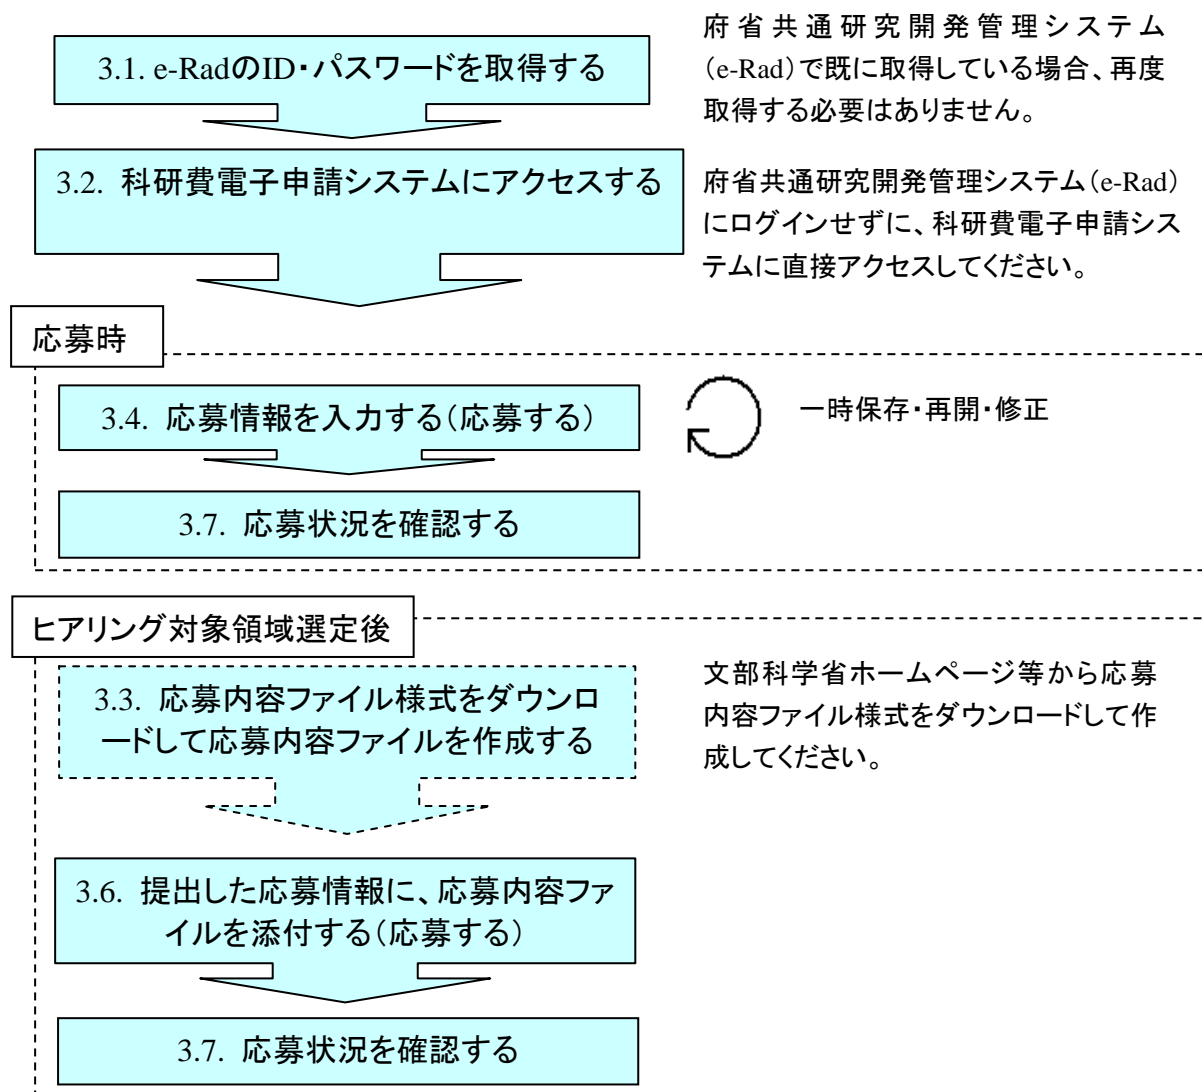 3.1. e-RadのID・パスワードを取得する
府省共通研究開発管理システム
（e-Rad）で既に取得している場合、再度
取得する必要はありません。
3.2. 科研費電子申請システムにアクセスする
府省共通研究開発管理システム（e-Rad）
にログインせずに、科研費電子申請シス
テムに直接アクセスしてください。
応募時
3.4. 応募情報を入力する（応募する）
一時保存・再開・修正
3.7. 応募状況を確認する
ヒアリング対象領域選定後
3.3. 応募内容ファイル様式をダウンロ
ードして応募内容ファイルを作成する
文部科学省ホームページ等から応募
内容ファイル様式をダウンロードして作
成してください。
3.6. 提出した応募情報に、応募内容ファ
イルを添付する（応募する）
3.7. 応募状況を確認する